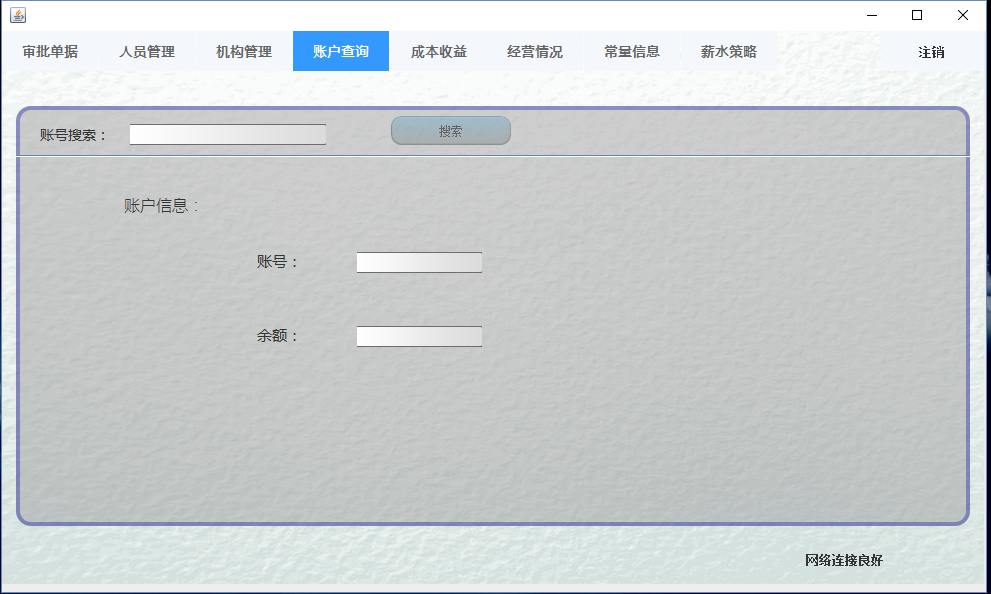 审批单据 人员管理 机构管理 账户查询 成本收益 经营情况 常量信息 薪水策略 注销
账号搜索： 搜索
账户信息：
账号：
余额：
网络连接良好